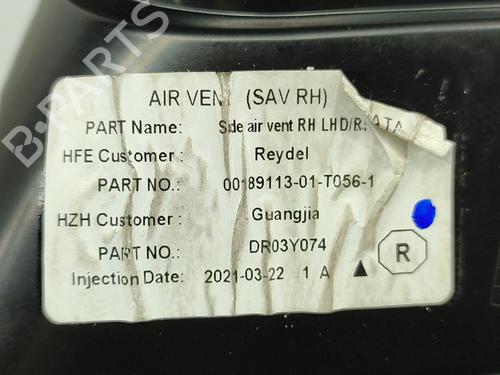 B-PARTS
AIR VENT (SAV RH)
PART Name: Side air vent RH LHD/R
ATA
HFE Customer: Reydel
PART NO.: 00189113-01-T056-1
HZH Customer: Guangjia
PART NO.: DR03Y074
Injection Date: 2021-03-22 1 A ▲ R